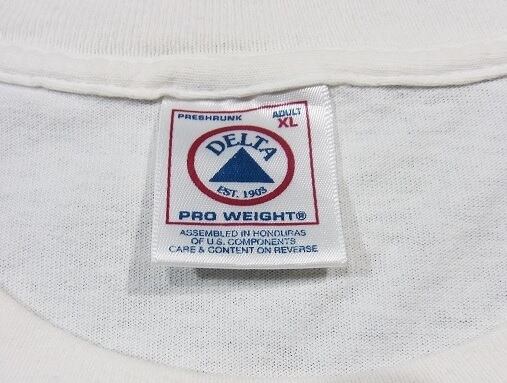 PRESHRUNK
ADULT
XL
DELTA
EST. 1903
PRO WEIGHT®
ASSEMBLED IN HONDURAS
OF U.S. COMPONENTS
CARE & CONTENT ON REVERSE